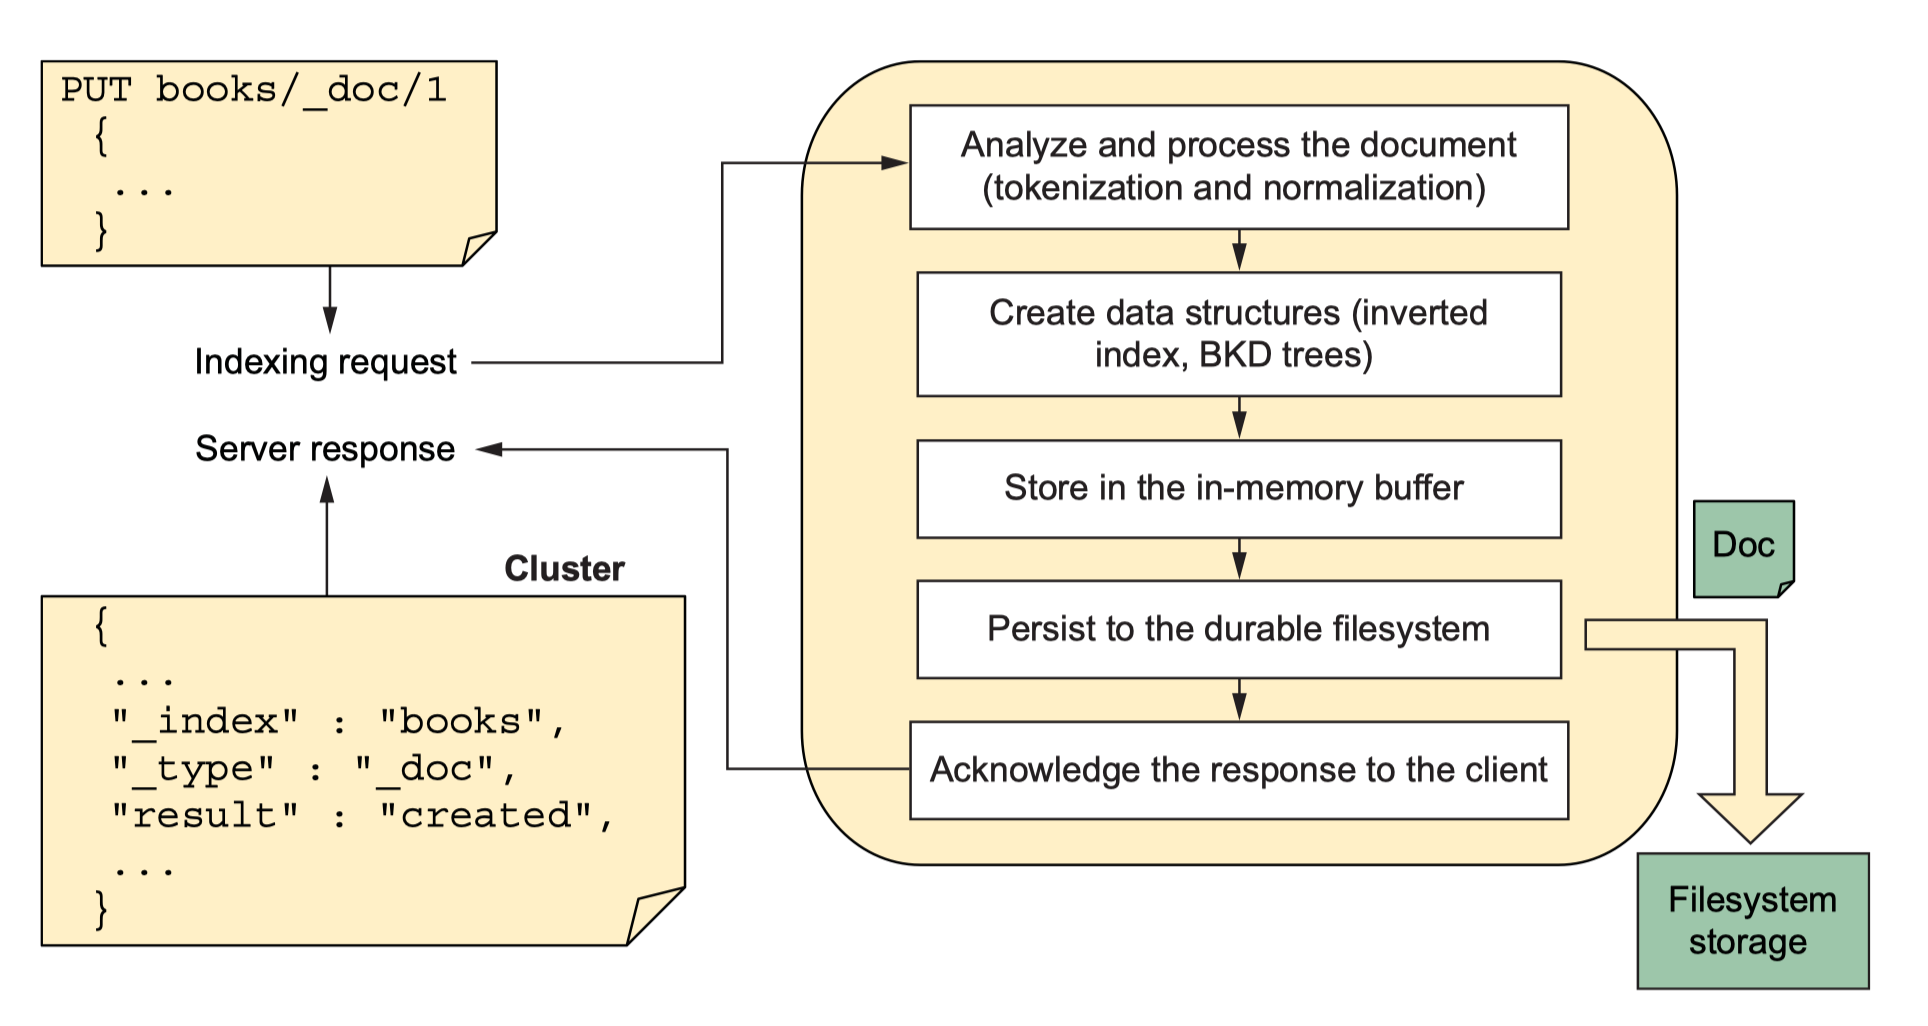 PUT books/_doc/1
{
...
}
Indexing request
Server response
Cluster
{
...
"_index" : "books",
"_type" : "_doc",
"result" : "created",
...
}
Analyze and process the document
(tokenization and normalization)
Create data structures (inverted
index, BKD trees)
Store in the in-memory buffer
Persist to the durable filesystem
Acknowledge the response to the client
Doc
Filesystem
storage